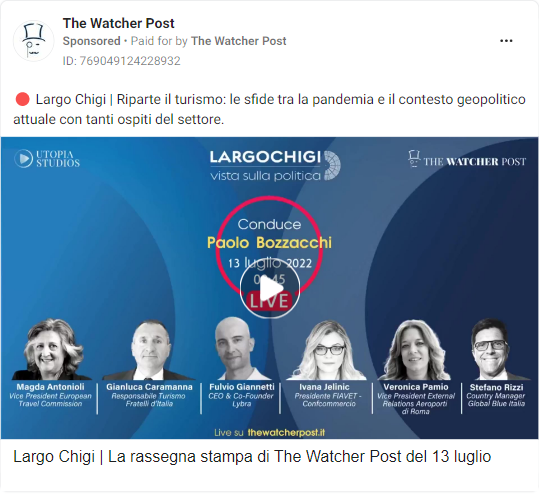 The Watcher Post
Sponsored • Paid for by The Watcher Post
ID: 769049124228932
Largo Chigi | Riparte il turismo: le sfide tra la pandemia e il contesto geopolitico
attuale con tanti ospiti del settore.
UTOPIA
STUDIOS
LARGOCHIGI
vista sulla politica
THE WATCHER POST
Conduce
Paolo Bozzacchi
13 luglio 2022
LIVE
Magda Antonioli
Vice President European
Travel Commission
Gianluca Caramanna
Responsabile Turismo
Fratelli d'Italia
Fulvio Giannetti
CEO & Co-Founder
Lybra
Ivana Jelinic
Presidente FIAVET -
Confcommercio
Veronica Pamio
Vice President External
Relations Aeroporti
di Roma
Stefano Rizzi
Country Manager
Global Blue Italia
Live su thewatcherpost.it
Largo Chigi | La rassegna stampa di The Watcher Post del 13 luglio